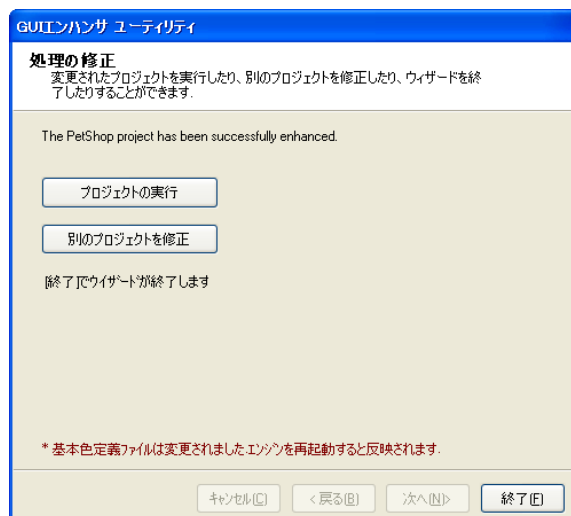 GUIエンハンサ ユーティリティ
処理の修正
変更されたプロジェクトを実行したり、別のプロジェクトを修正したり、ウィザードを終
了したりすることができます.
The PetShop project has been successfully enhanced.
プロジェクトの実行
別のプロジェクトを修正
[終了]でウイザードが終了します
* 基本色定義ファイルは変更されましたエンジンを再起動すると反映されます.
キャンセル(C) < 戻る(B) 次へ(N)> 終了(F)